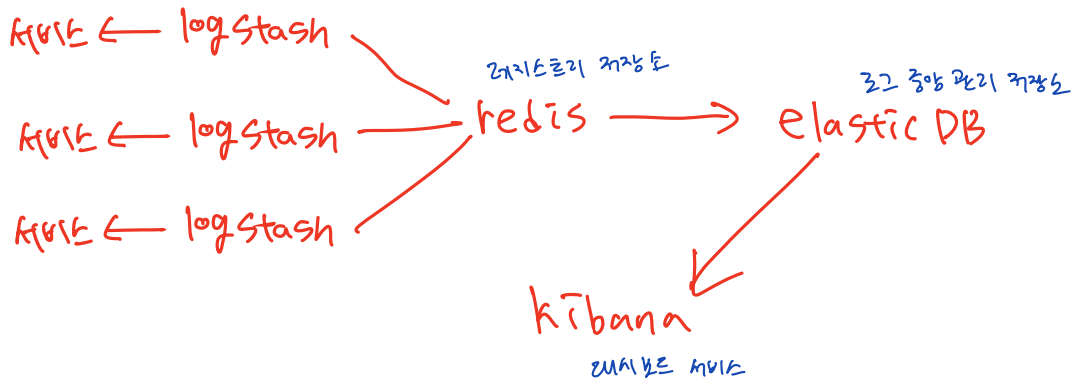 서비스 ← logstash
레지스트리 저장소
로그 중앙 관리 저장소
서비스 ← logstash
redis → elastic DB
서비스 ← logstash
kibana
대시보드 서비스